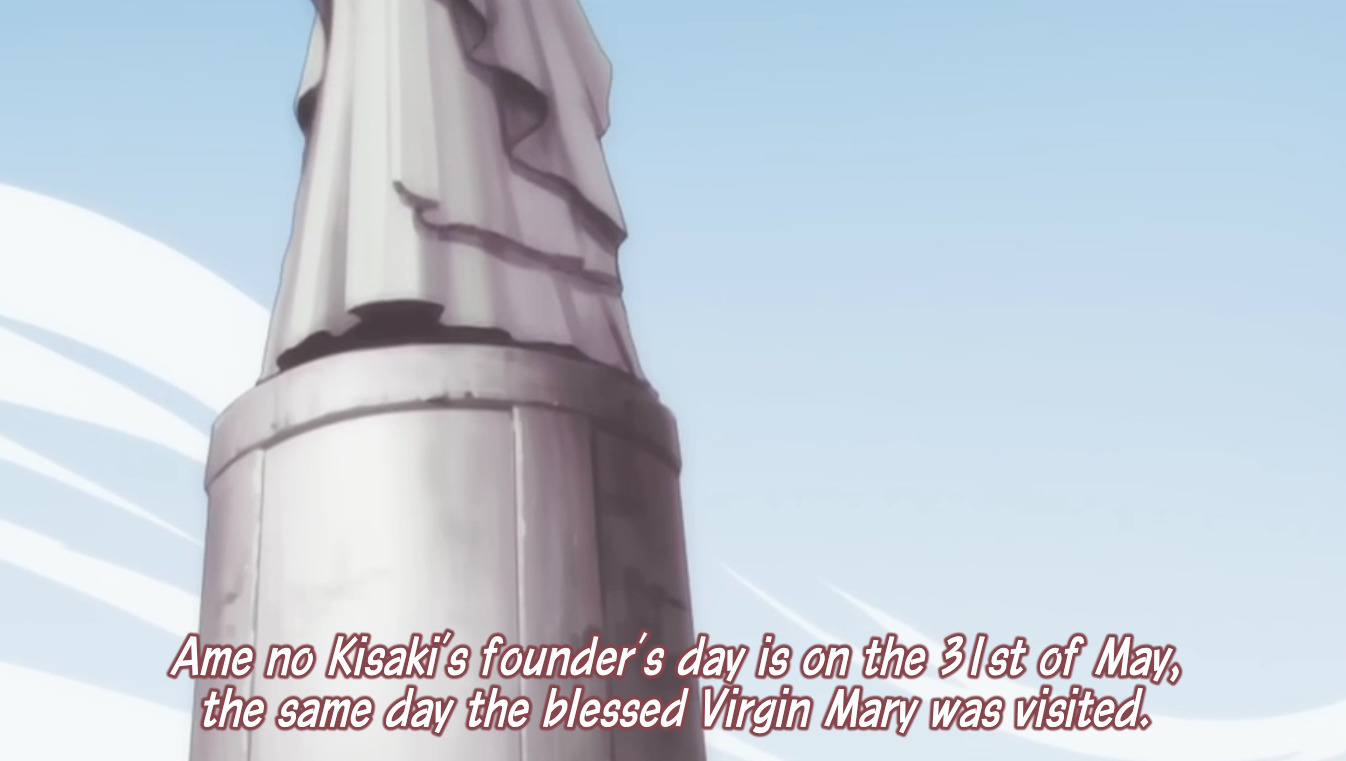 Ame no Kisaki's founder's day is on the 31st of May,
the same day the blessed Virgin Mary was visited.